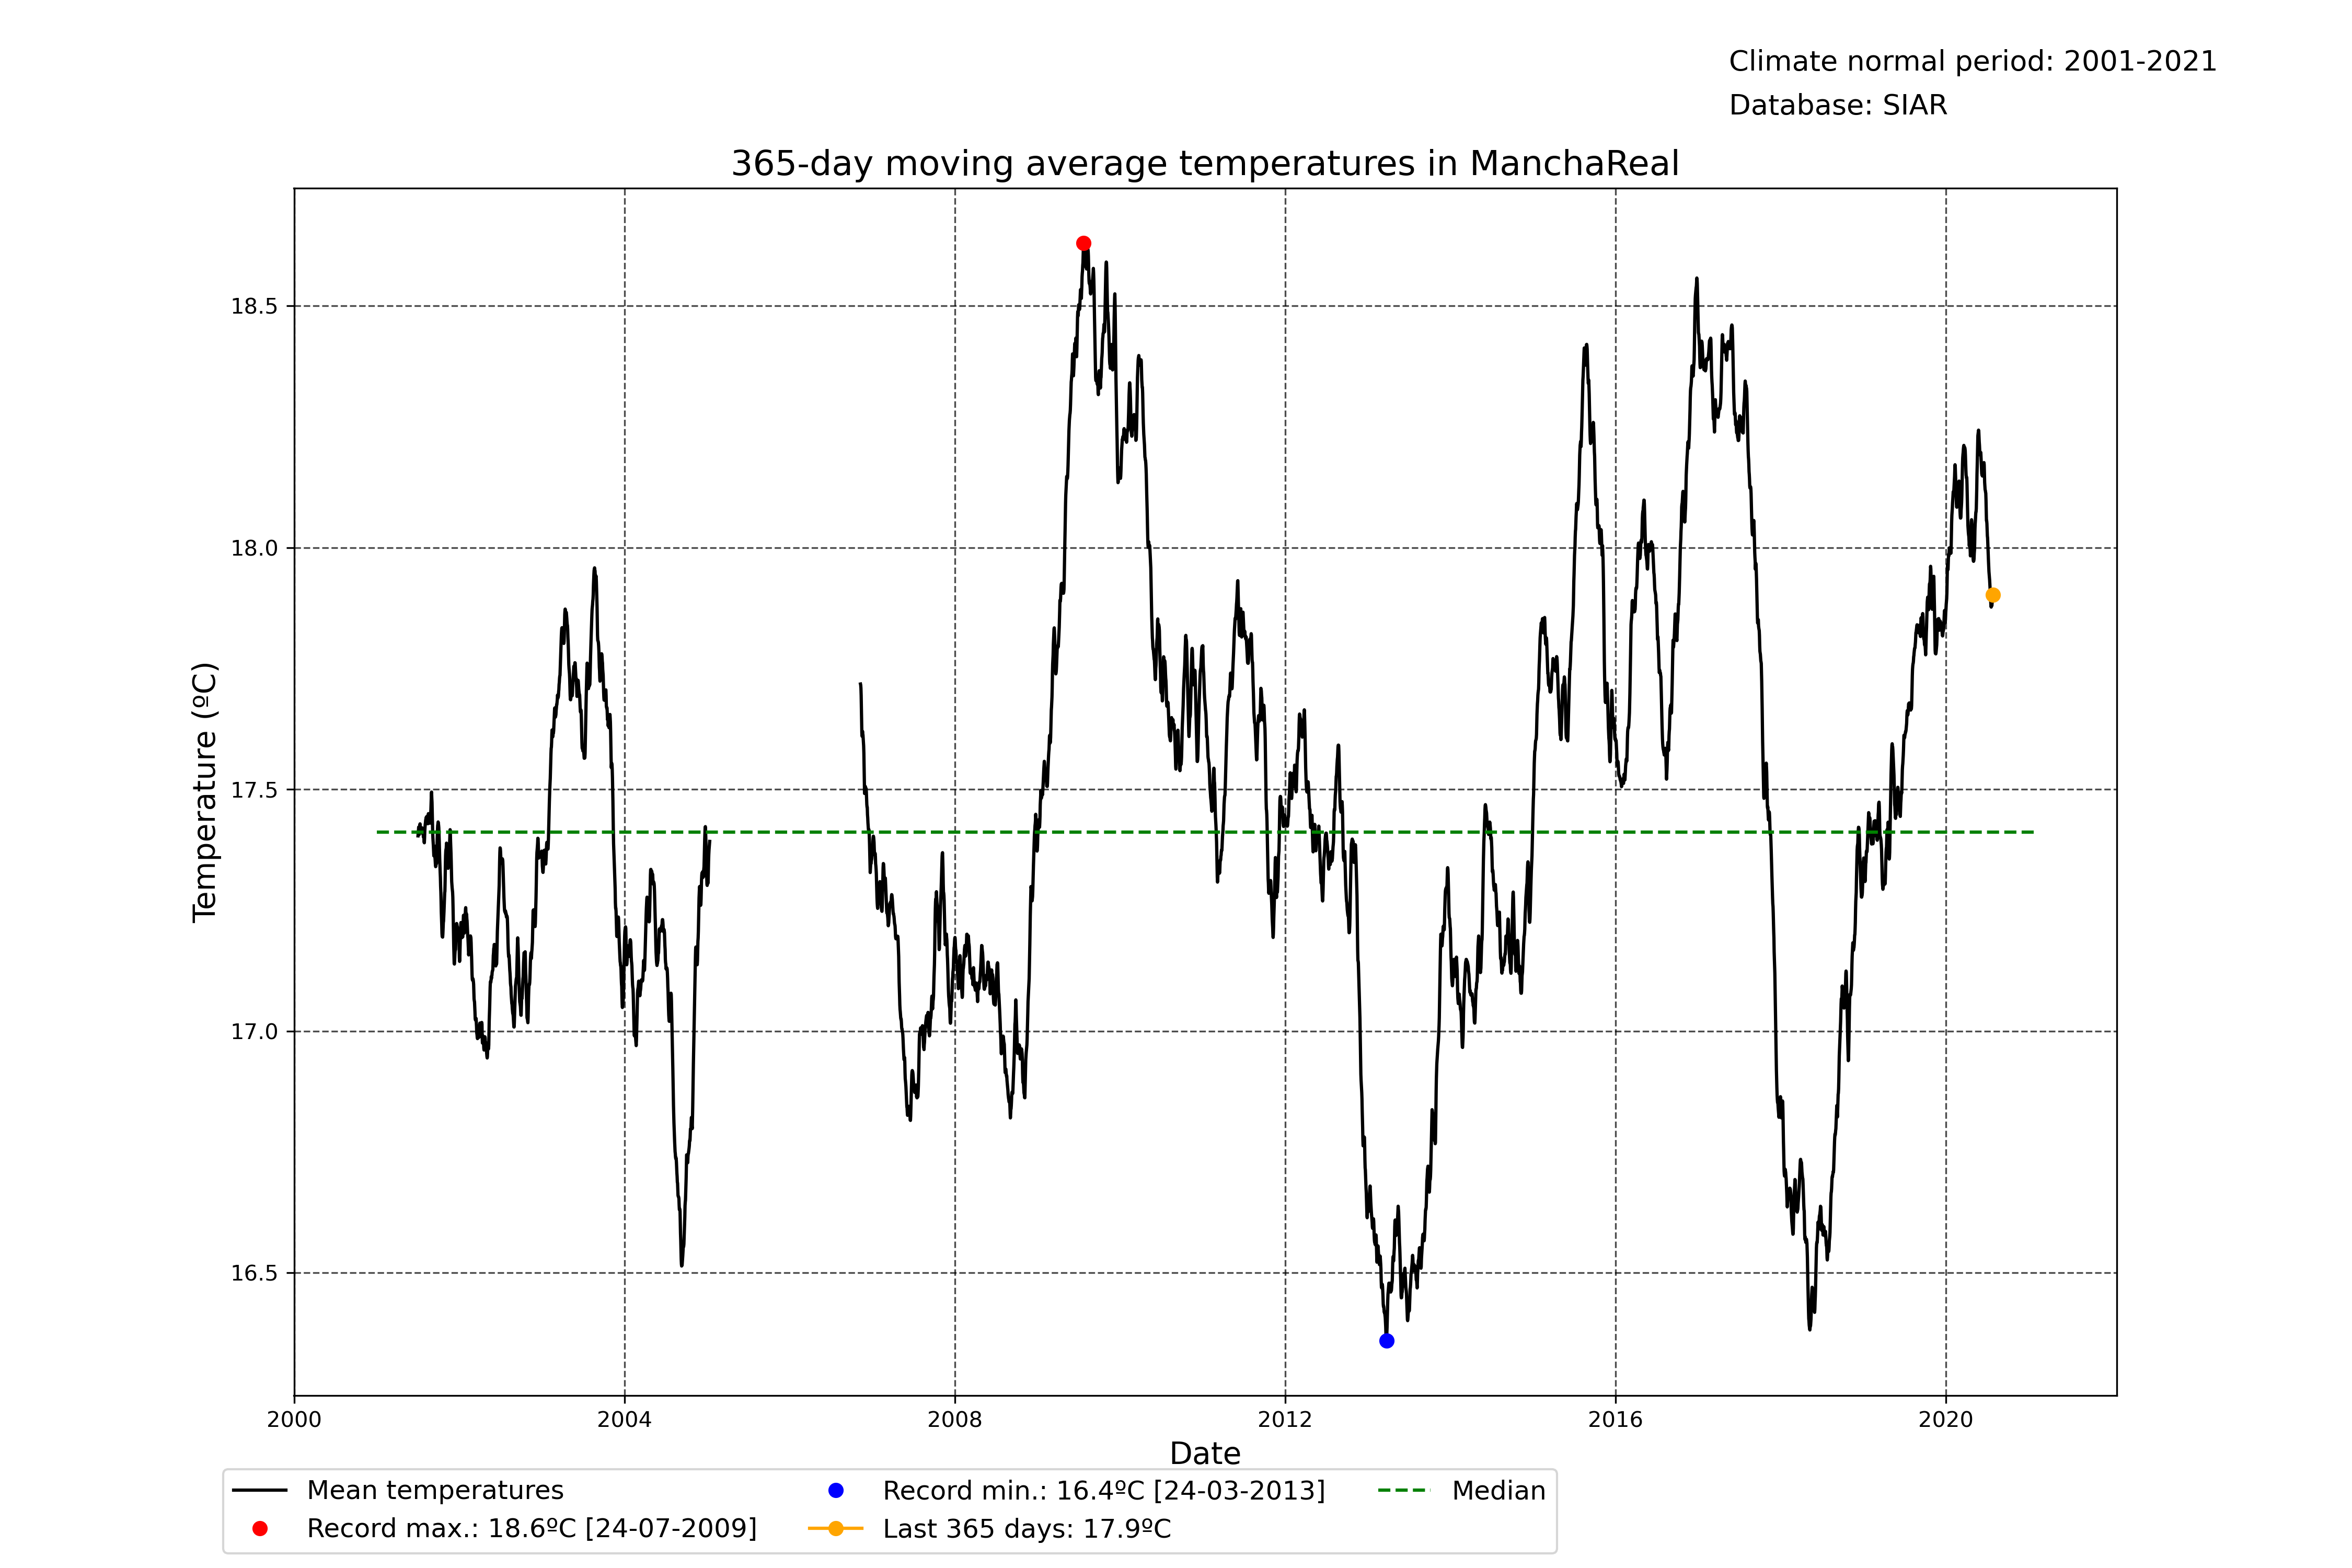 Climate normal period: 2001-2021
Database: SIAR
365-day moving average temperatures in ManchaReal
Temperature (ºC)
18.5
18.0
17.5
17.0
16.5
2000 2004 2008 2012 2016 2020
Date
Mean temperatures
Record max.: 18.6ºC [24-07-2009]
Record min.: 16.4ºC [24-03-2013]
Last 365 days: 17.9ºC
Median